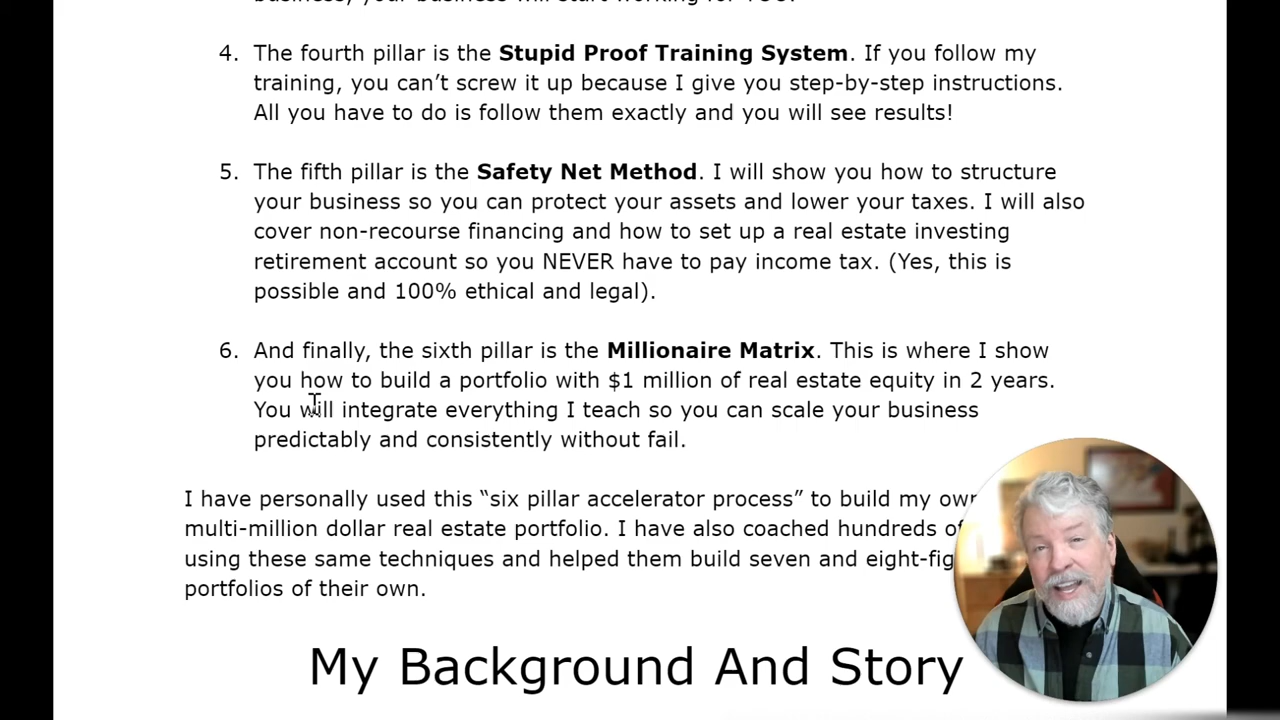 4. The fourth pillar is the Stupid Proof Training System. If you follow my
training, you can’t screw it up because I give you step-by-step instructions.
All you have to do is follow them exactly and you will see results!
5. The fifth pillar is the Safety Net Method. I will show you how to structure
your business so you can protect your assets and lower your taxes. I will also
cover non-recourse financing and how to set up a real estate investing
retirement account so you NEVER have to pay income tax. (Yes, this is
possible and 100% ethical and legal).
6. And finally, the sixth pillar is the Millionaire Matrix. This is where I show
you how to build a portfolio with $1 million of real estate equity in 2 years.
You will integrate everything I teach so you can scale your business
predictably and consistently without fail.
I have personally used this “six pillar accelerator process” to build my own
multi-million dollar real estate portfolio. I have also coached hundreds of
using these same techniques and helped them build seven and
portfolios of their own.
My Background And Story